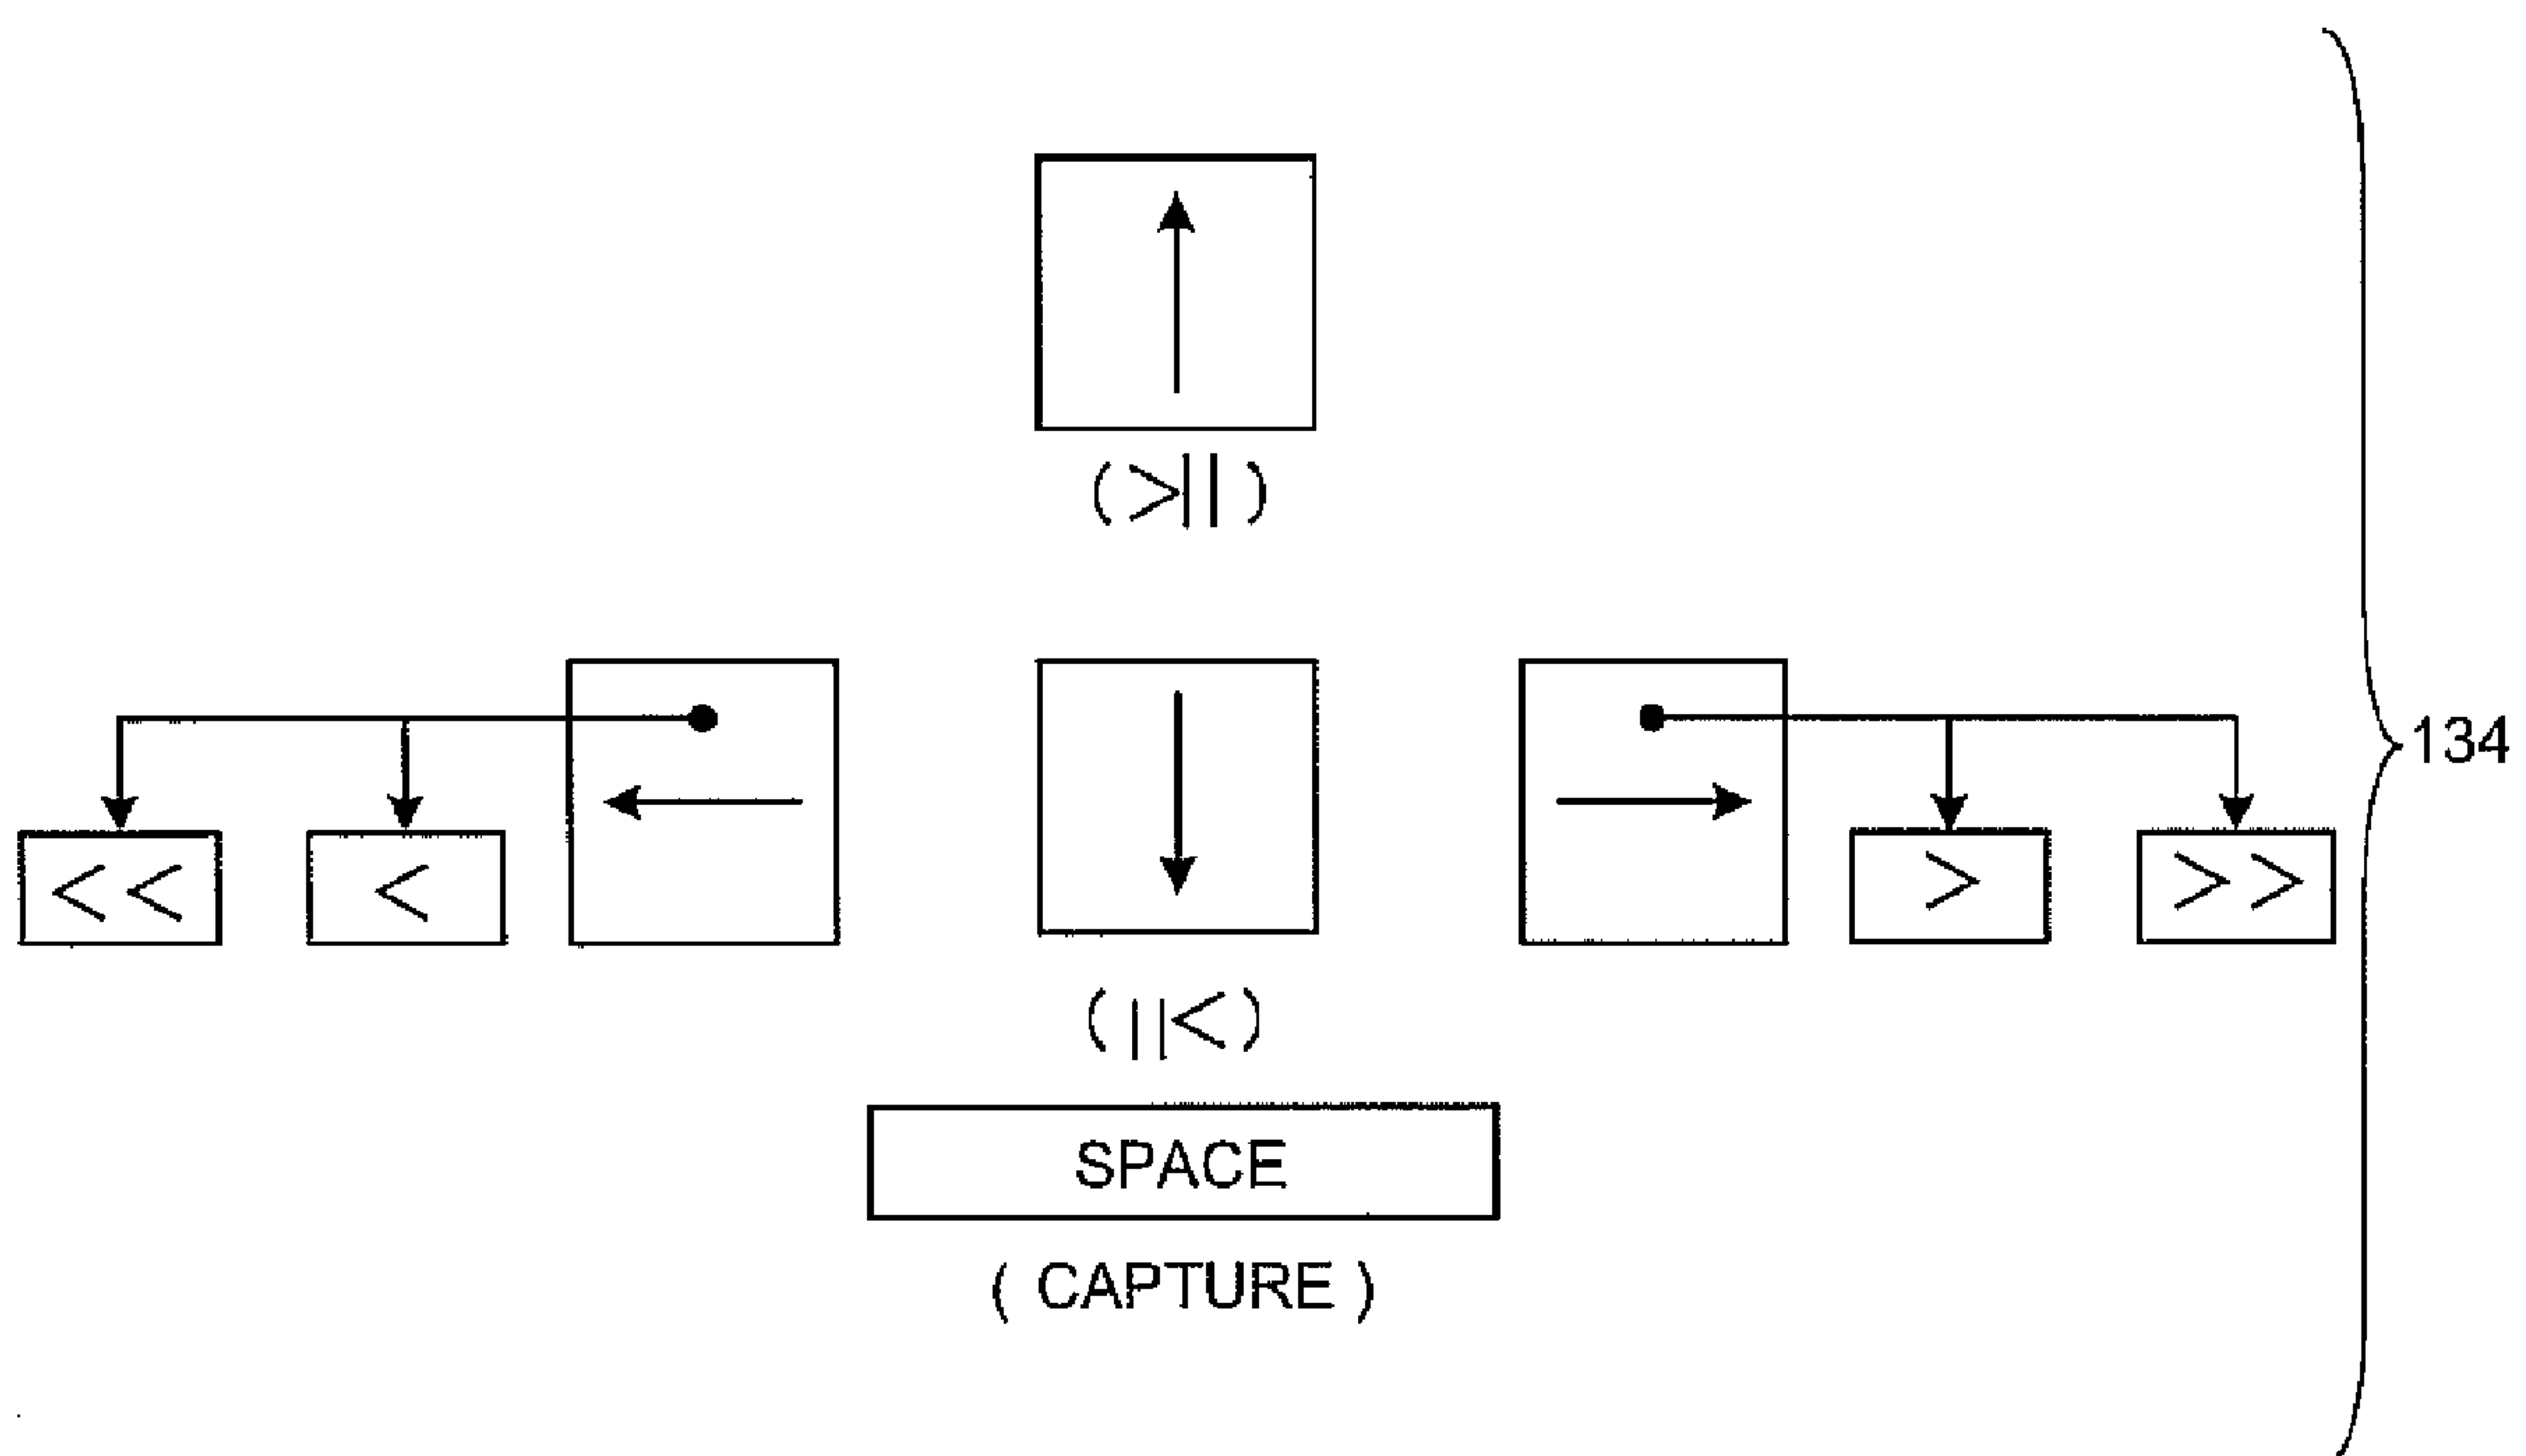 ( >|| )
134
<< < > >>
( ||< )
SPACE
( CAPTURE )